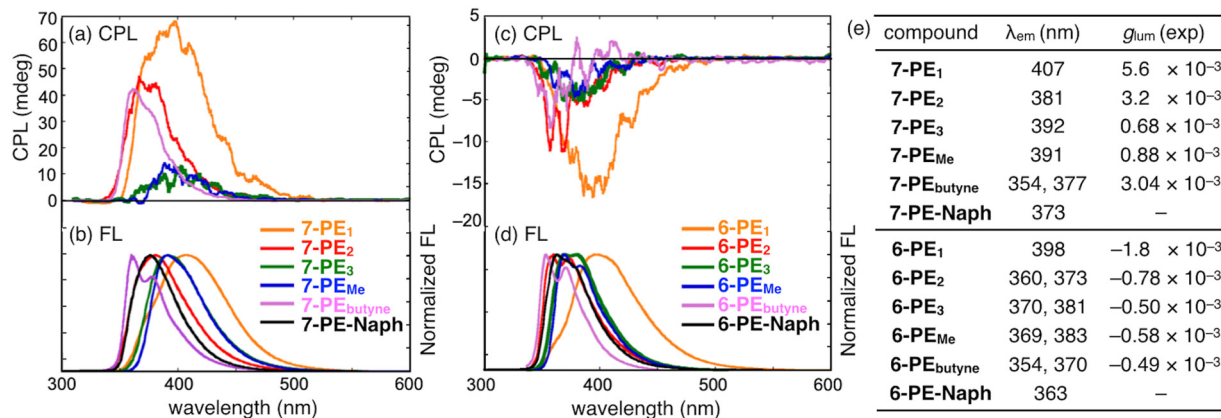 (a) CPL
CPL (mdeg)
70
60
50
40
30
20
10
0
(b) FL
7-PE1
7-PE2
7-PE3
7-PEMe
7-PEbutyne
7-PE-Naph
Normalized FL
300 400 500 600
wavelength (nm)
(c) CPL
CPL (mdeg)
5
0
−5
−10
−15
−20
(d) FL
6-PE1
6-PE2
6-PE3
6-PEMe
6-PEbutyne
6-PE-Naph
Normalized FL
300 400 500 600
wavelength (nm)
(e)
compound λem (nm) glum (exp)
7-PE1 407 5.6 × 10−3
7-PE2 381 3.2 × 10−3
7-PE3 392 0.68 × 10−3
7-PEMe 391 0.88 × 10−3
7-PEbutyne 354, 377 3.04 × 10−3
7-PE-Naph 373 –
6-PE1 398 −1.8 × 10−3
6-PE2 360, 373 −0.78 × 10−3
6-PE3 370, 381 −0.50 × 10−3
6-PEMe 369, 383 −0.58 × 10−3
6-PEbutyne 354, 370 −0.49 × 10−3
6-PE-Naph 363 –